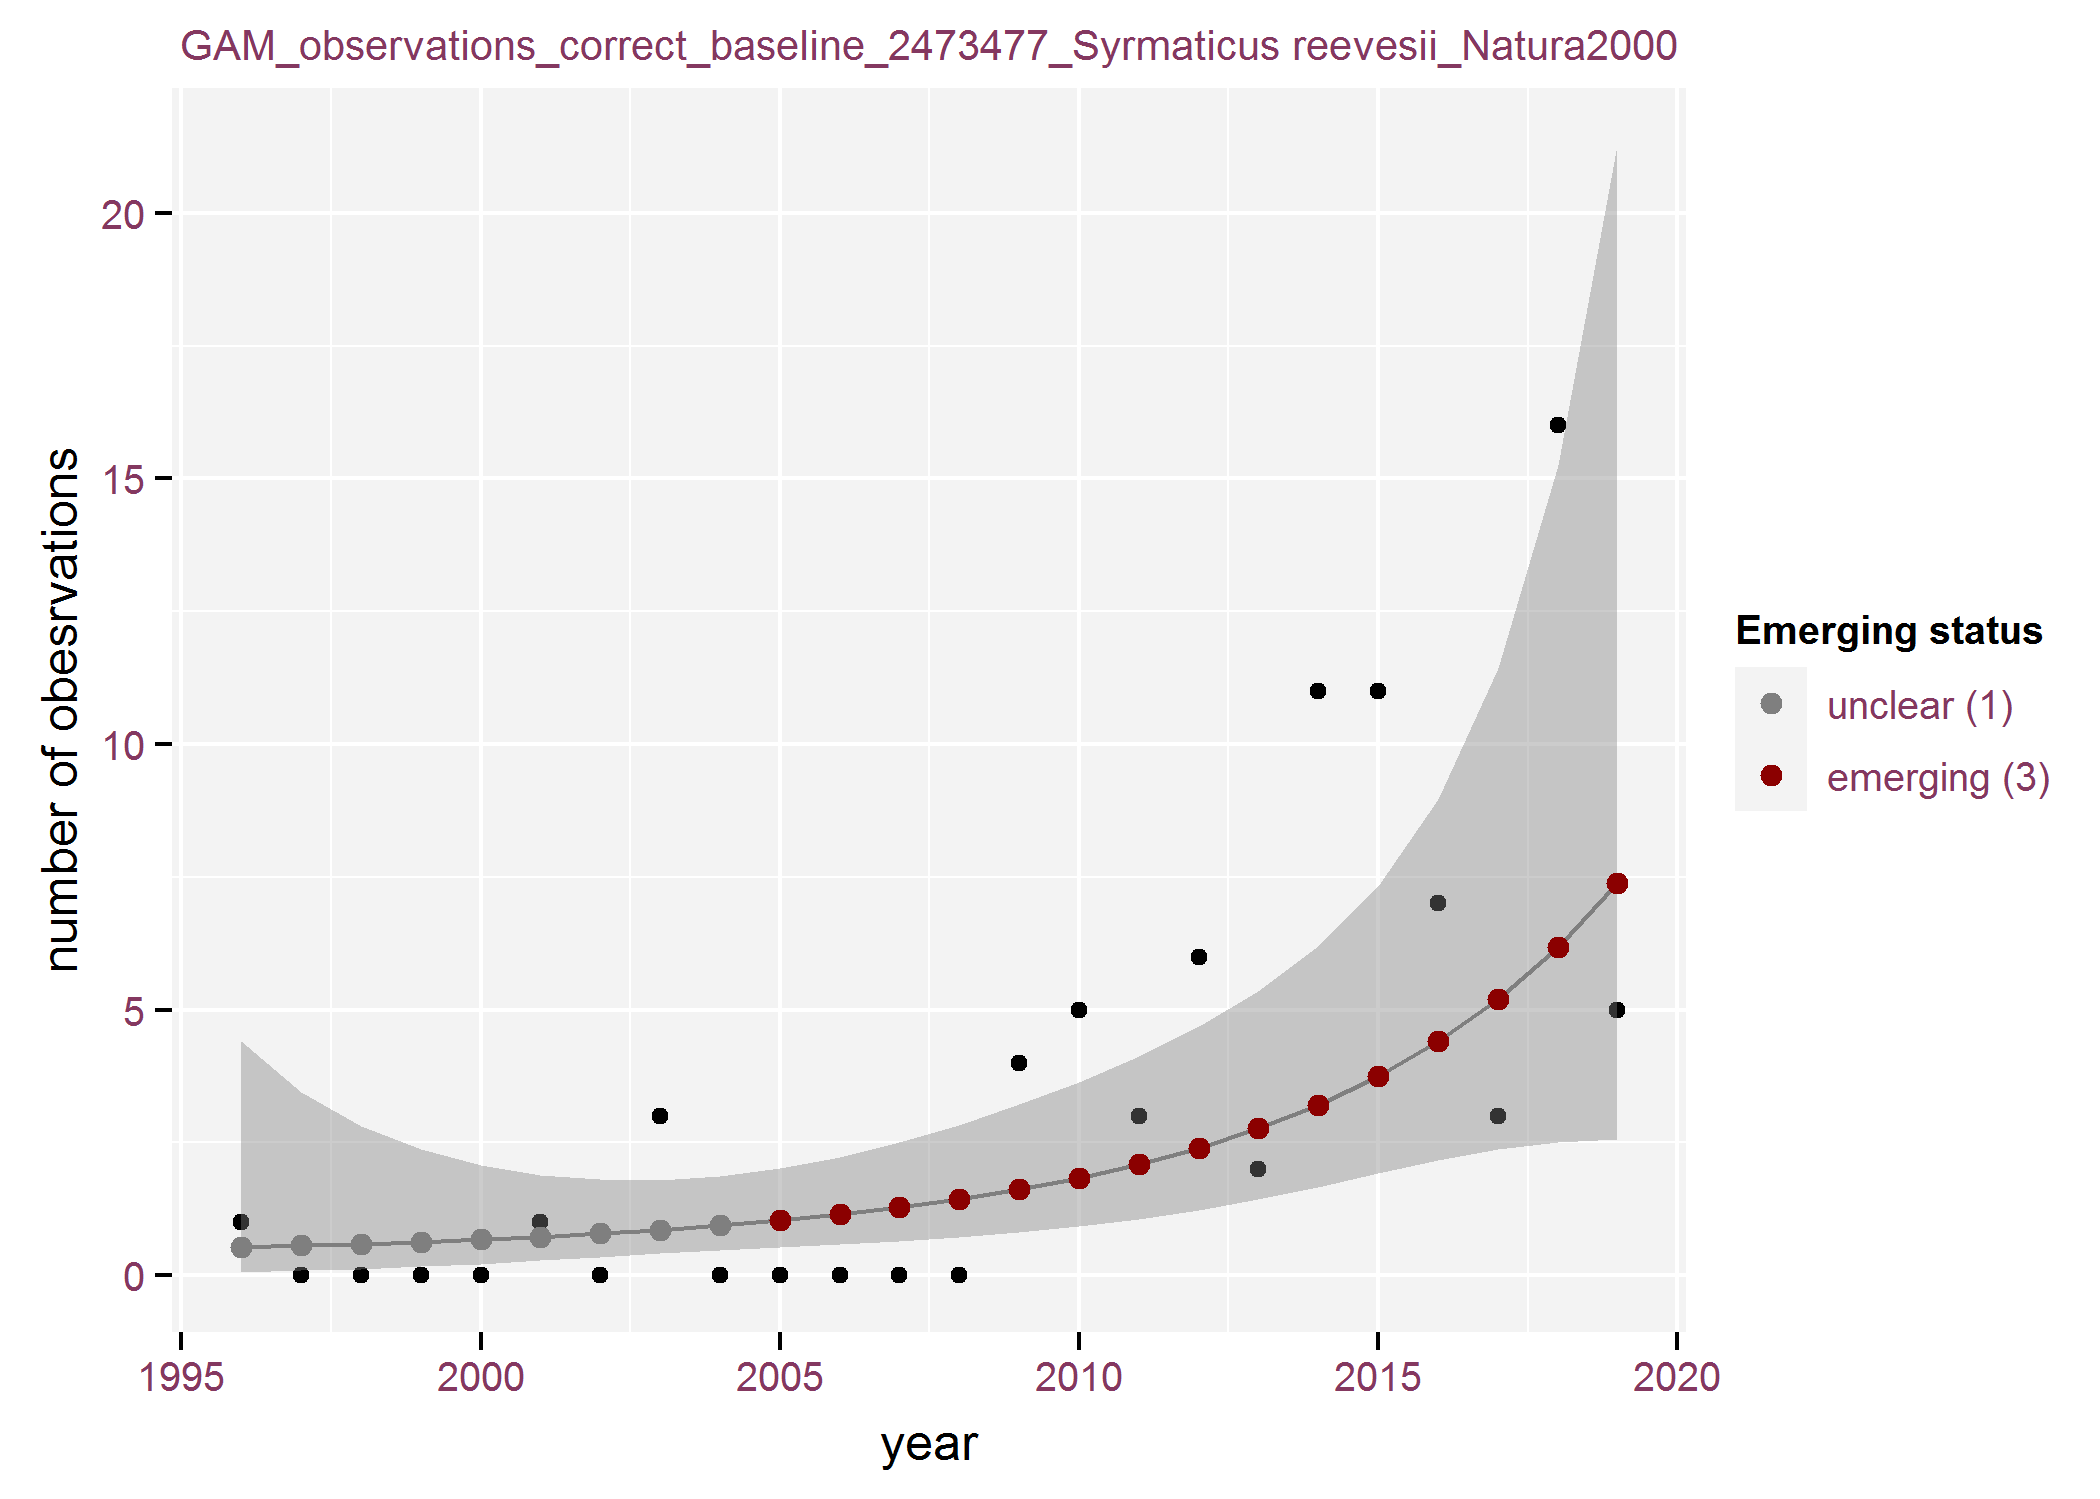 GAM_observations_correct_baseline_2473477_Syrmaticus reevesii_Natura2000
number of obesrvations
20
15
10
5
0
1995
2000
2005
2010
2015
2020
year
Emerging status
unclear (1)
emerging (3)